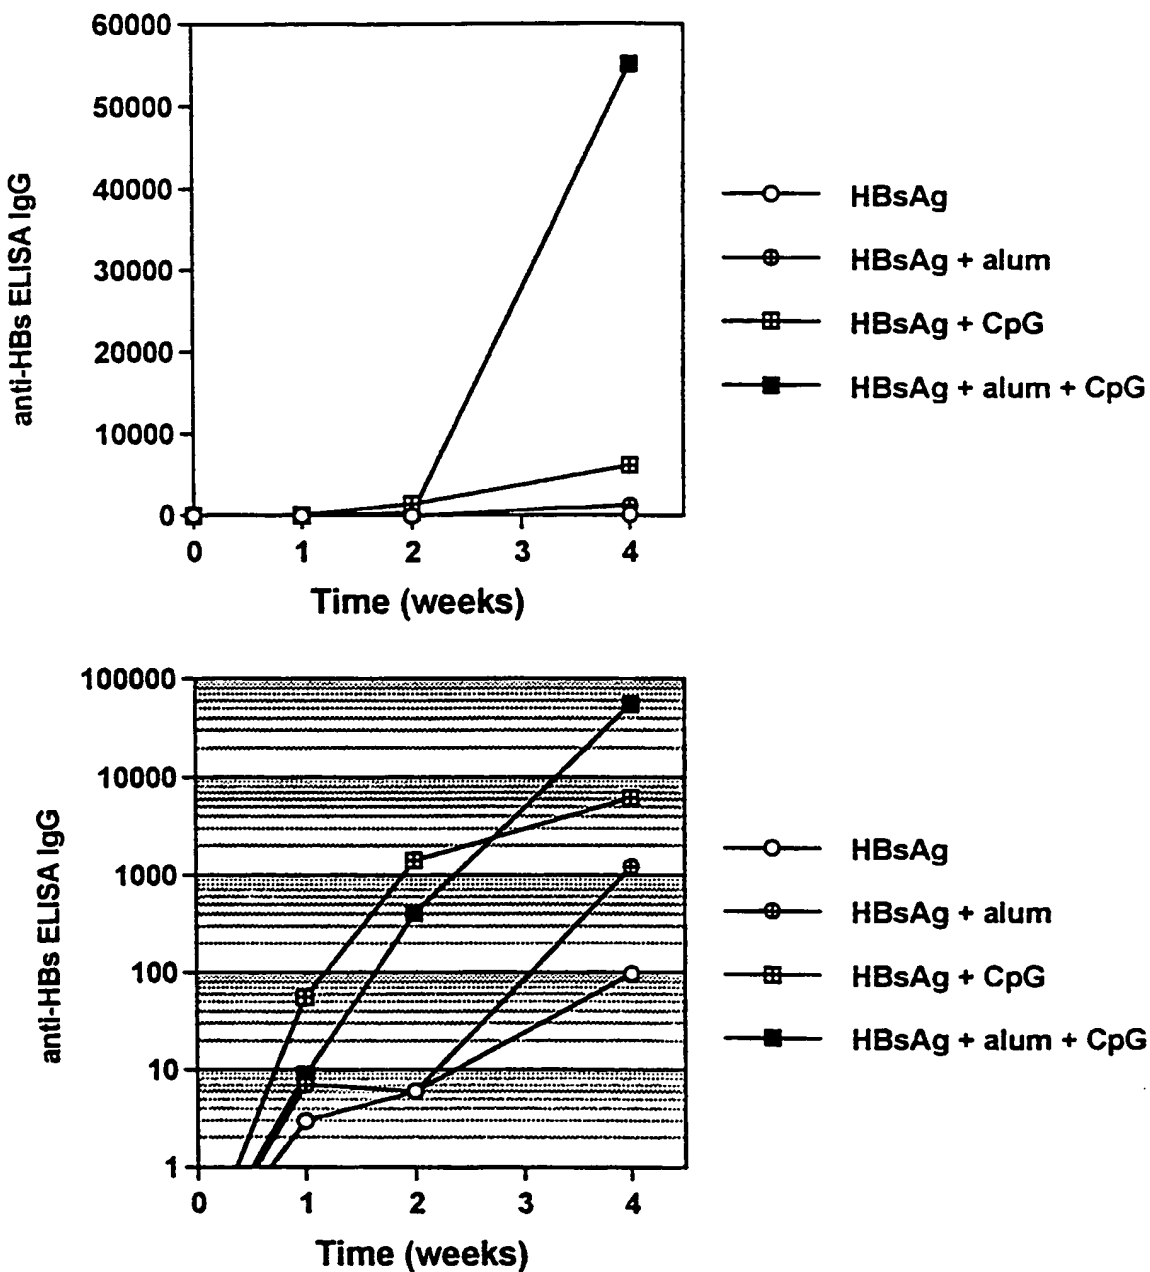 60000
50000
40000
30000
20000
10000
0
anti-HBs ELISA IgG
0 1 2 3 4
Time (weeks)
HBsAg
HBsAg + alum
HBsAg + CpG
HBsAg + alum + CpG
100000
10000
1000
100
10
1
anti-HBs ELISA IgG
0 1 2 3 4
Time (weeks)
HBsAg
HBsAg + alum
HBsAg + CpG
HBsAg + alum + CpG